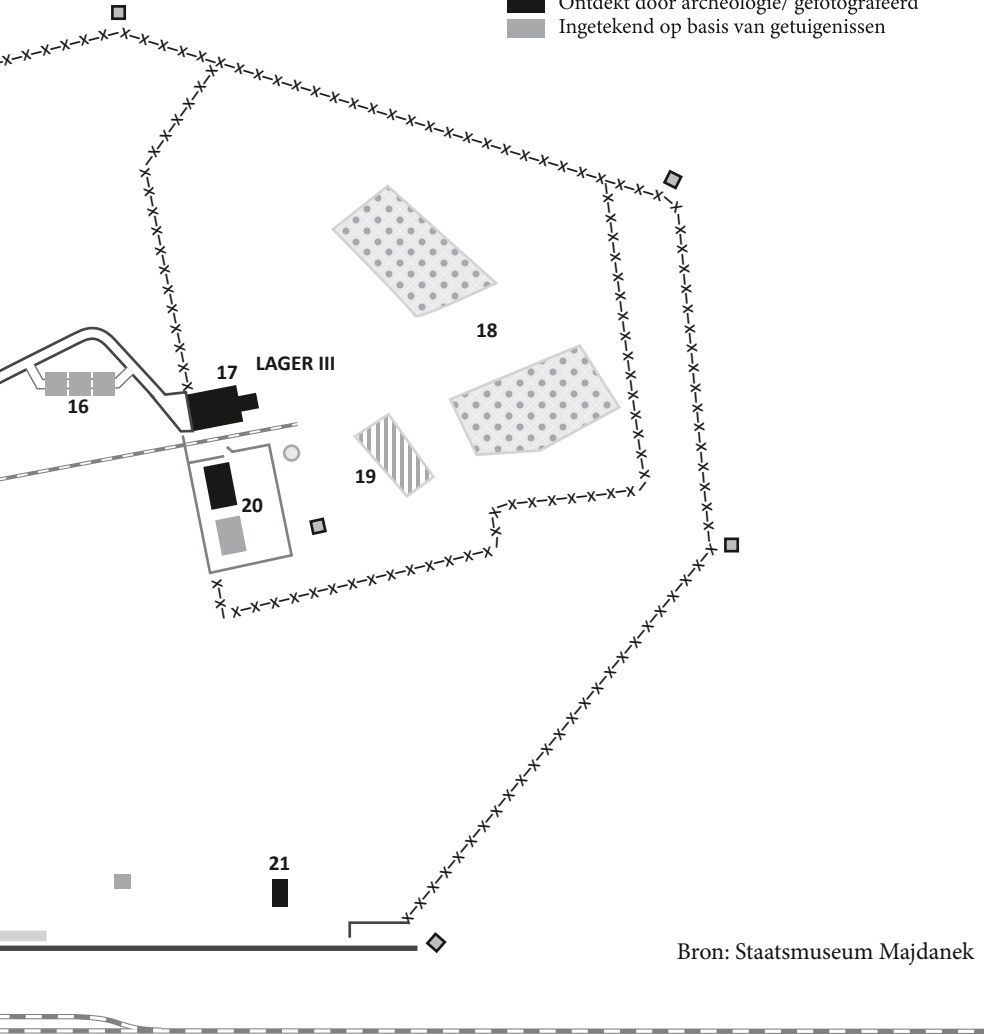 Ontdekt door archeologie/ gefotografeerd
Ingetekend op basis van getuigenissen
18
LAGER III
17
16
19
20
21
Bron: Staatsmuseum Majdanek